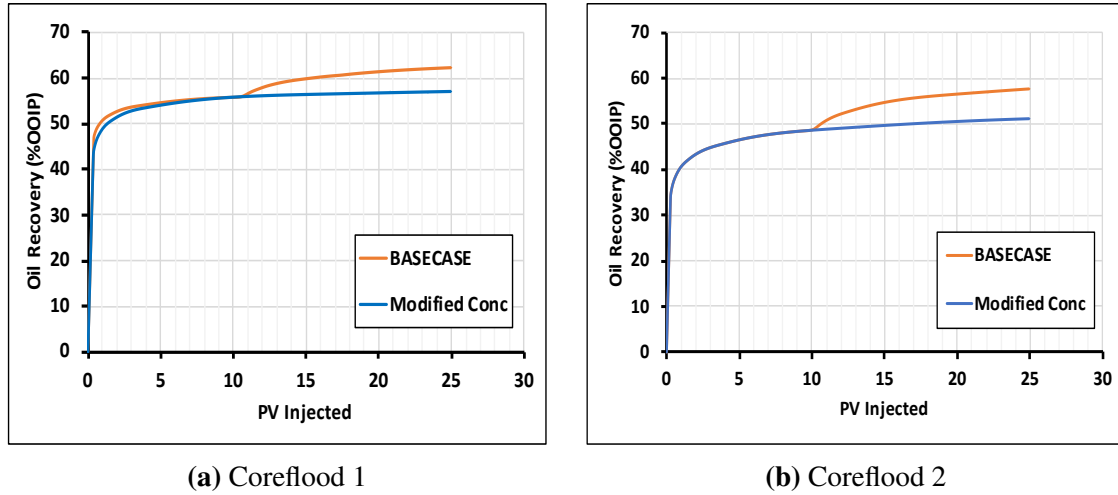 70
60
50
40
30
20
10
0
Oil Recovery (%OOIP)
BASECASE
Modified Conc
0 5 10 15 20 25 30
PV Injected
(a) Coreflood 1
70
60
50
40
30
20
10
0
Oil Recovery (%OOIP)
BASECASE
Modified Conc
0 5 10 15 20 25 30
PV Injected
(b) Coreflood 2